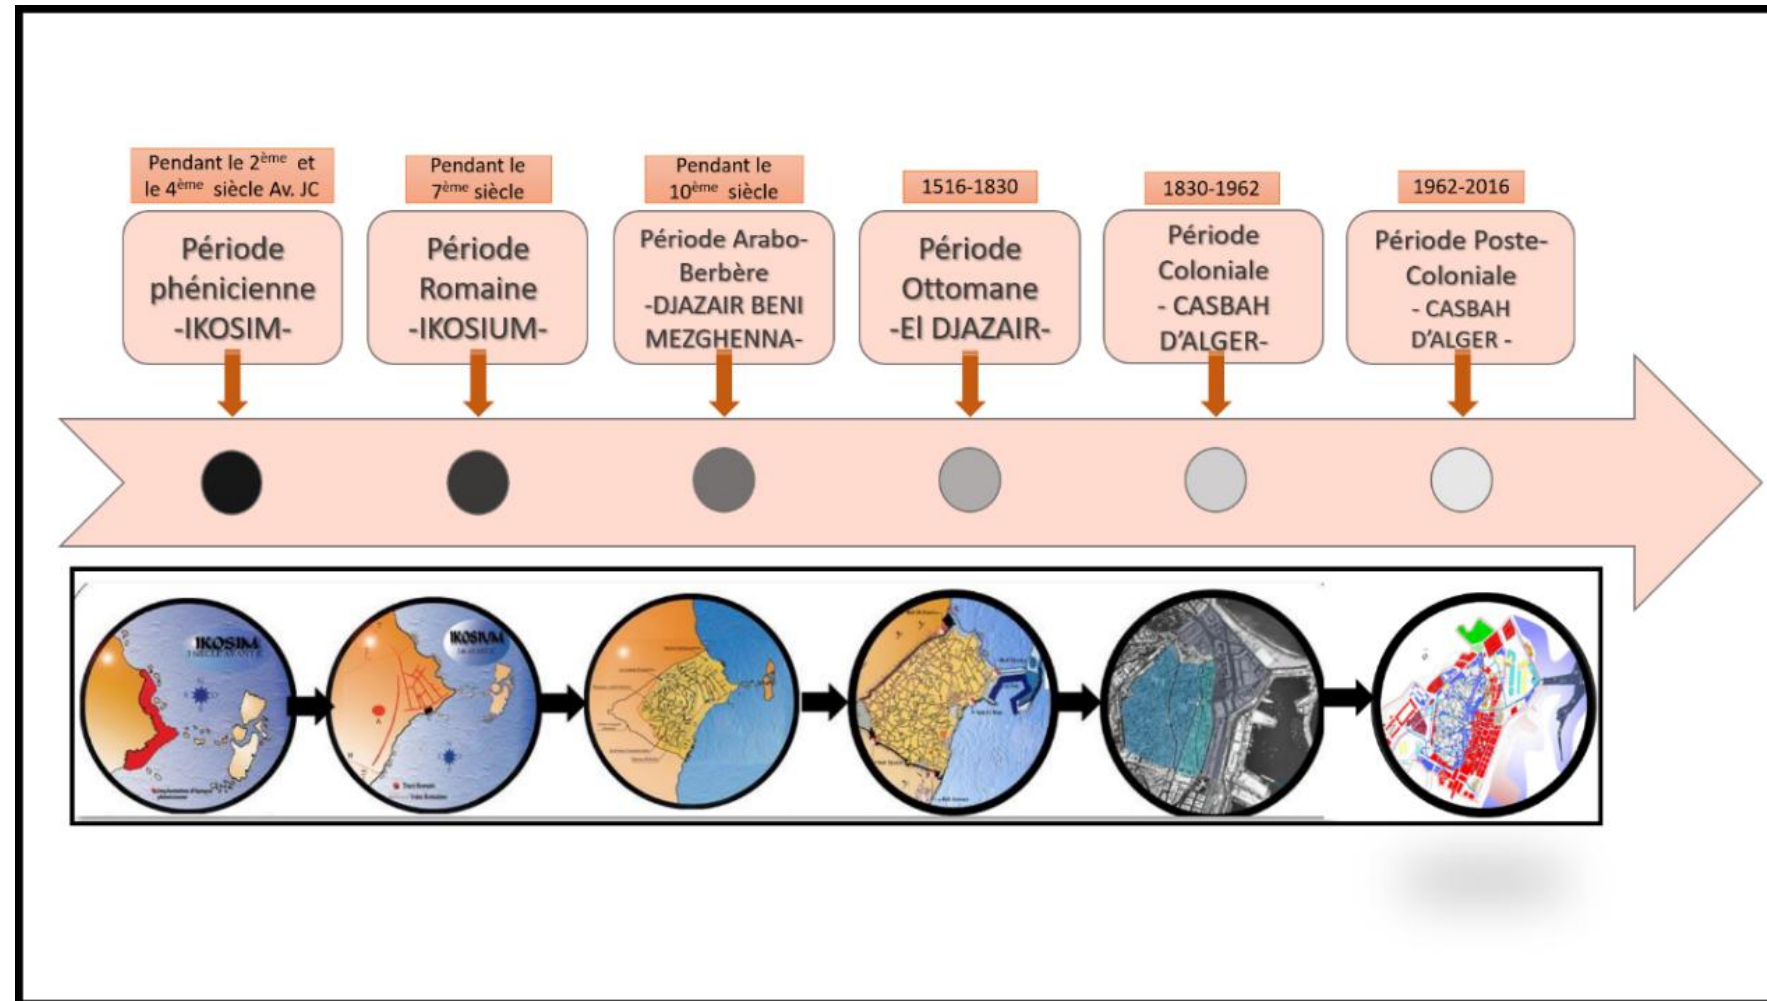 Pendant le 2ème et
le 4ème siècle Av. JC
Pendant le
7ème siècle
Pendant le
10ème siècle
1516-1830
1830-1962
1962-2016
Période
phénicienne
-IKOSIM-
Période
Romaine
-IKOSIUM-
Période Arabo-
Berbère
-DJAZAIR BENI
MEZGHENNA-
Période
Ottomane
-El DJAZAIR-
Période
Coloniale
- CASBAH
D'ALGER-
Période Poste-
Coloniale
- CASBAH
D'ALGER -
IKOSIM
IKOSIUM